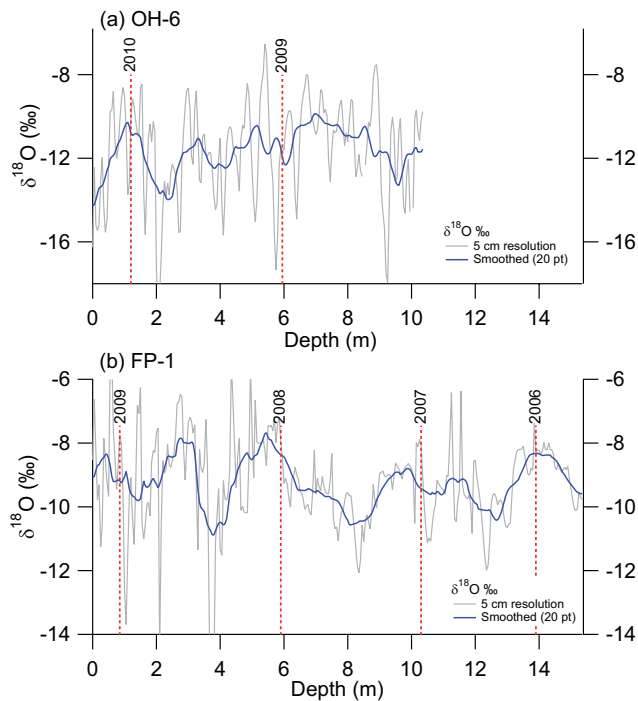 (a) OH-6
2010
2009
-8
-12
-16
δ18O (‰)
-8
-12
-16
δ18O (‰)
δ18O ‰
5 cm resolution
Smoothed (20 pt)
0 2 4 6 8 10 12 14
Depth (m)
(b) FP-1
2009
2008
2007
2006
-6
-8
-10
-12
-14
δ18O (‰)
-6
-8
-10
-12
-14
δ18O (‰)
δ18O ‰
5 cm resolution
Smoothed (20 pt)
0 2 4 6 8 10 12 14
Depth (m)